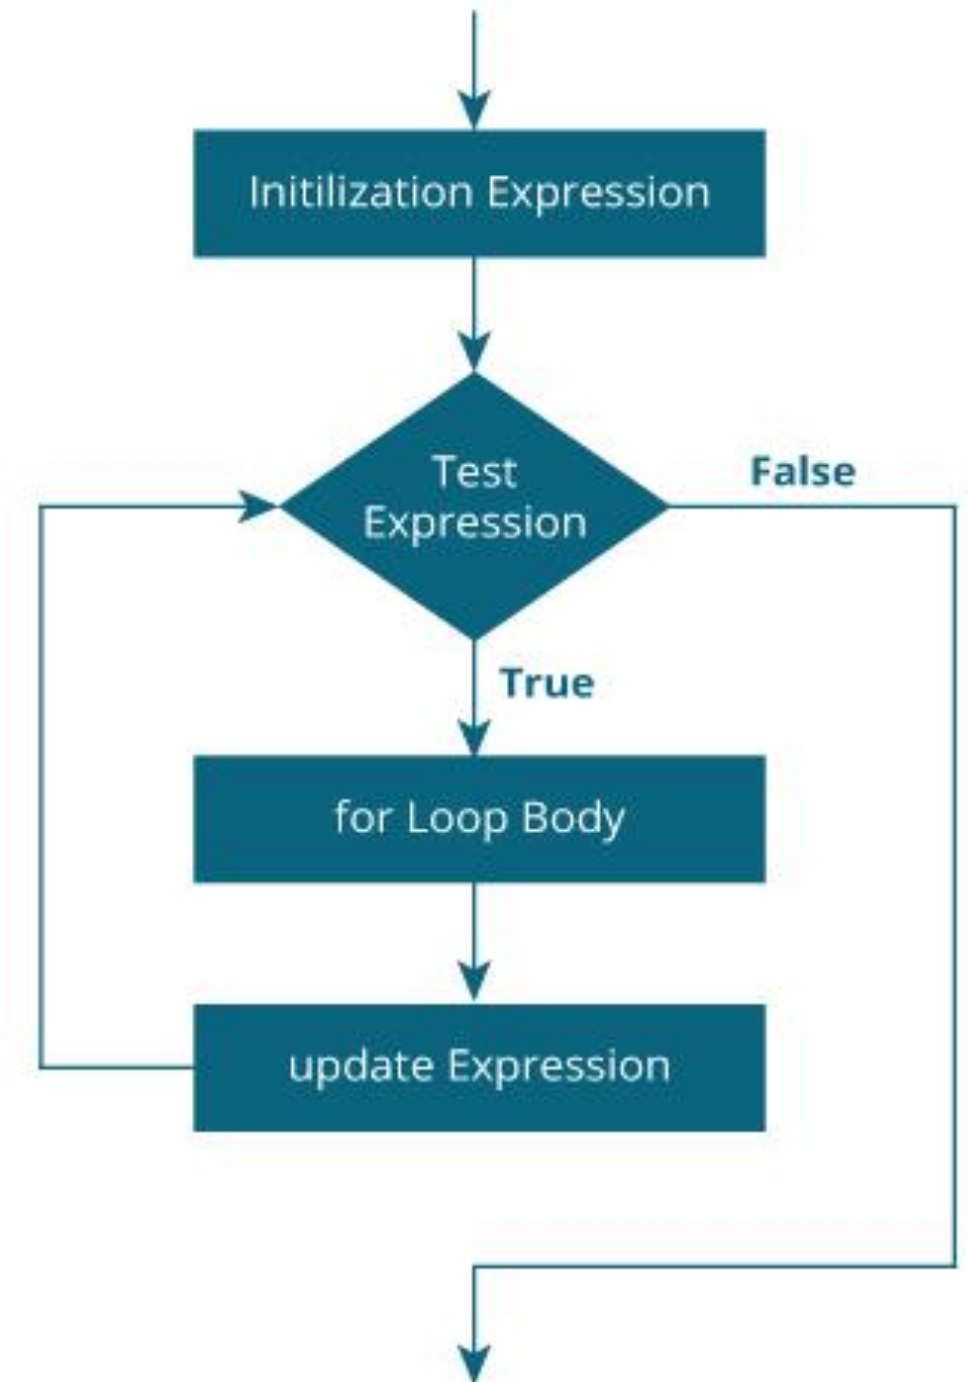 Initilization Expression
Test
Expression
False
True
for Loop Body
update Expression